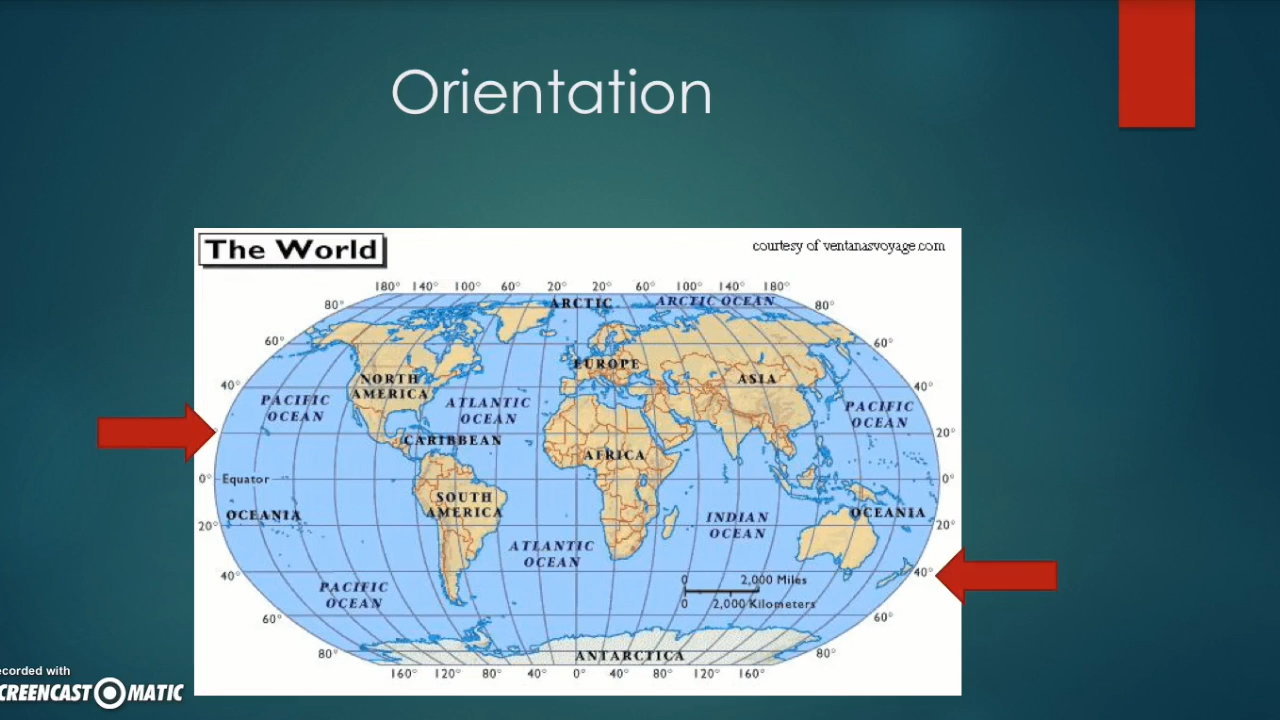 Orientation
The World
courtesy of ventanasvoyage.com
180° 140° 100° 60° 20° 20° 60° 100° 140° 180°
80° ARCTIC ARCTIC OCEAN 80°
60° 60°
EUROPE
NORTH AMERICA
ASIA
40° 40°
PACIFIC OCEAN
ATLANTIC OCEAN
PACIFIC OCEAN
20°
CARIBBEAN
AFRICA
0° Equator 0°
SOUTH AMERICA
OCEANIA
OCEANIA
20° 20°
INDIAN OCEAN
ATLANTIC OCEAN
40° 40°
0 2,000 Miles
0 2,000 Kilometers
PACIFIC OCEAN
60° 60°
80° ANTARCTICA 80°
160° 120° 80° 40° 0° 40° 80° 120° 160°
ecorded with
CREENCAST MATIC